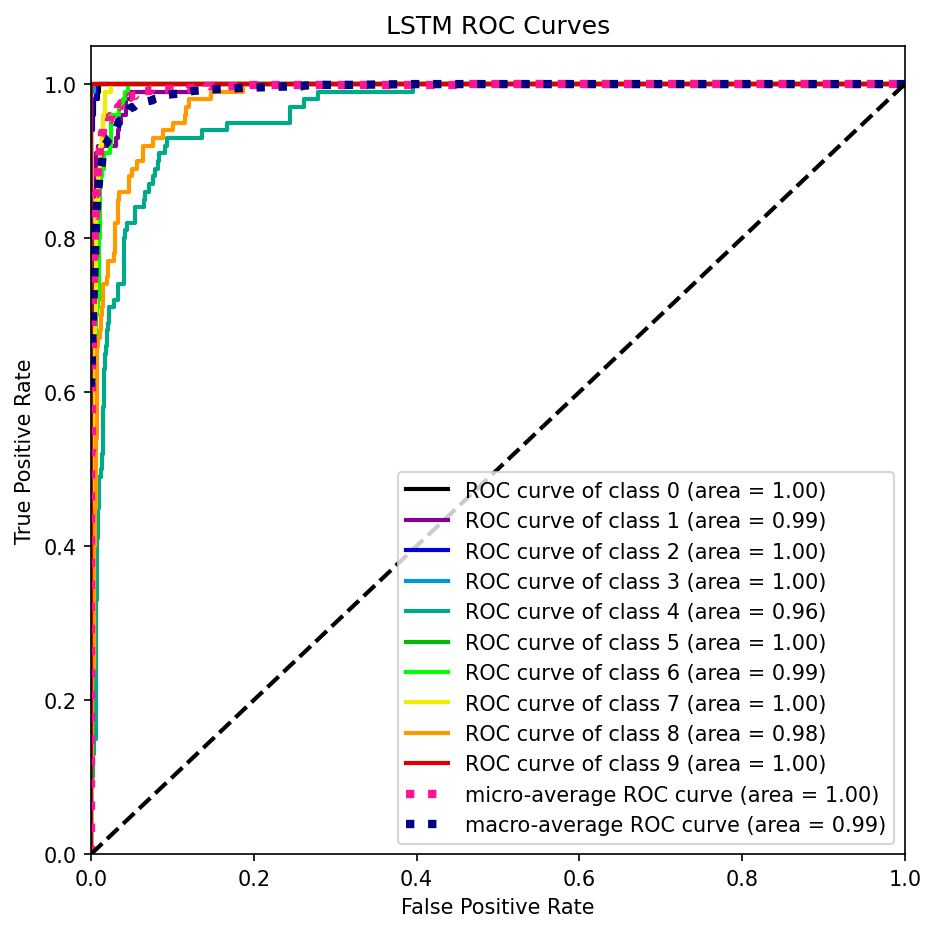 LSTM ROC Curves
1.0
0.8
0.6
0.4
0.2
0.0
True Positive Rate
ROC curve of class 0 (area = 1.00)
ROC curve of class 1 (area = 0.99)
ROC curve of class 2 (area = 1.00)
ROC curve of class 3 (area = 1.00)
ROC curve of class 4 (area = 0.96)
ROC curve of class 5 (area = 1.00)
ROC curve of class 6 (area = 0.99)
ROC curve of class 7 (area = 1.00)
ROC curve of class 8 (area = 0.98)
ROC curve of class 9 (area = 1.00)
micro-average ROC curve (area = 1.00)
macro-average ROC curve (area = 0.99)
0.0 0.2 0.4 0.6 0.8 1.0
False Positive Rate